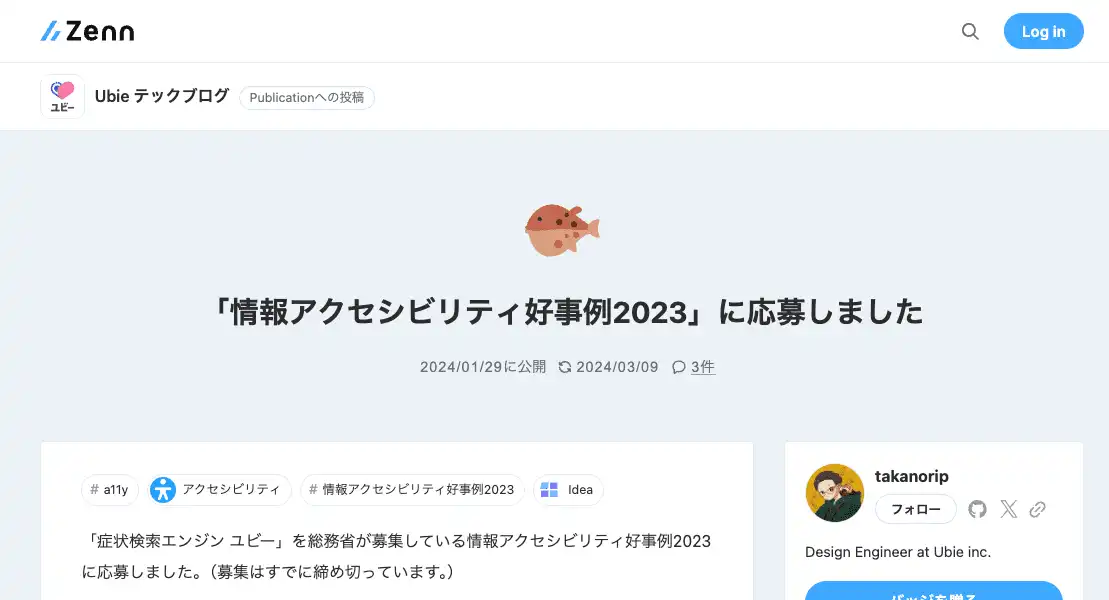 Zenn
Log in
ユビー
Ubie テックブログ
Publicationへの投稿
「情報アクセシビリティ好事例2023」に応募しました
2024/01/29に公開 2024/03/09 3件
# a11y アクセシビリティ # 情報アクセシビリティ好事例2023 Idea
「症状検索エンジン ユビー」を総務省が募集している情報アクセシビリティ好事例2023
に応募しました。（募集はすでに締め切っています。）
takanorip
フォロー
Design Engineer at Ubie inc.
バッジを贈る